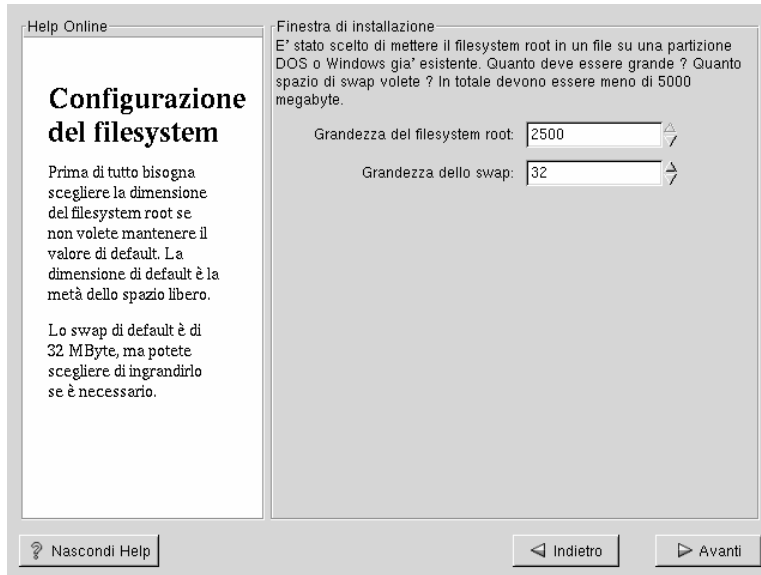 Help Online
Configurazione
del filesystem
Prima di tutto bisogna
scegliere la dimensione
del filesystem root se
non volete mantenere il
valore di default. La
dimensione di default è la
metà dello spazio libero.
Lo swap di default è di
32 MByte, ma potete
scegliere di ingrandirlo
se è necessario.
Finestra di installazione
E' stato scelto di mettere il filesystem root in un file su una partizione
DOS o Windows gia' esistente. Quanto deve essere grande ? Quanto
spazio di swap volete ? In totale devono essere meno di 5000
megabyte.
Grandezza del filesystem root: 2500
Grandezza dello swap: 32
Nascondi Help
Indietro
Avanti